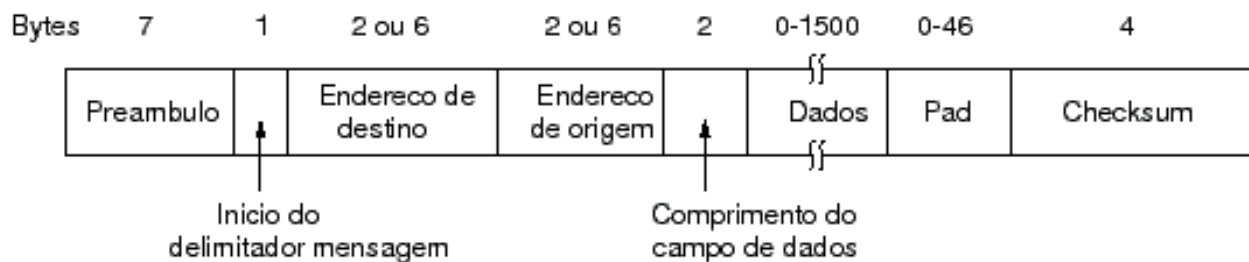 Bytes 7 1 2 ou 6 2 ou 6 2 0-1500 0-46 4
Preambulo
Endereco de
destino
Endereco
de origem
Dados
Pad
Checksum
Inicio do
delimitador mensagem
Comprimento do
campo de dados